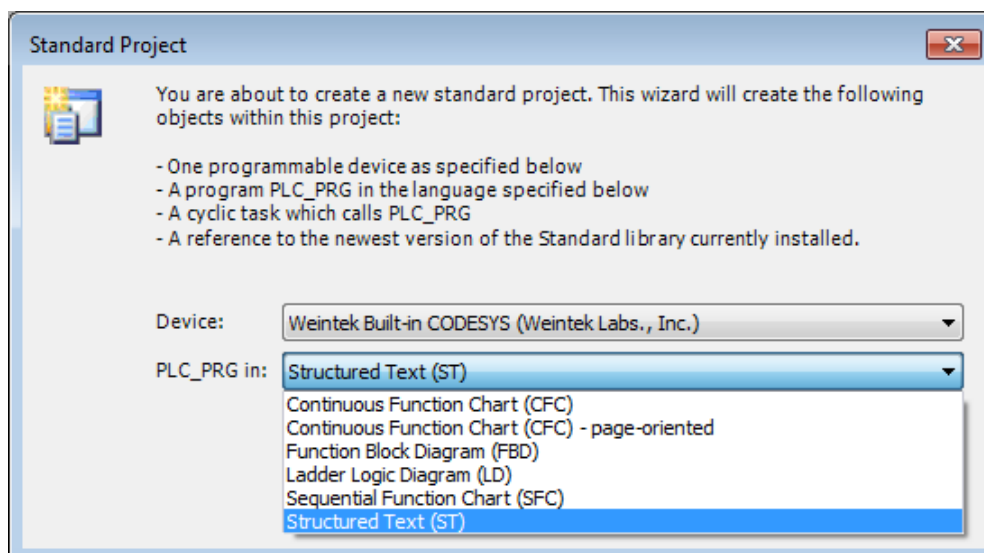 Standard Project
You are about to create a new standard project. This wizard will create the following
objects within this project:
- One programmable device as specified below
- A program PLC_PRG in the language specified below
- A cyclic task which calls PLC_PRG
- A reference to the newest version of the Standard library currently installed.
Device: Weintek Built-in CODESYS (Weintek Labs., Inc.)
PLC_PRG in: Structured Text (ST)
Continuous Function Chart (CFC)
Continuous Function Chart (CFC) - page-oriented
Function Block Diagram (FBD)
Ladder Logic Diagram (LD)
Sequential Function Chart (SFC)
Structured Text (ST)